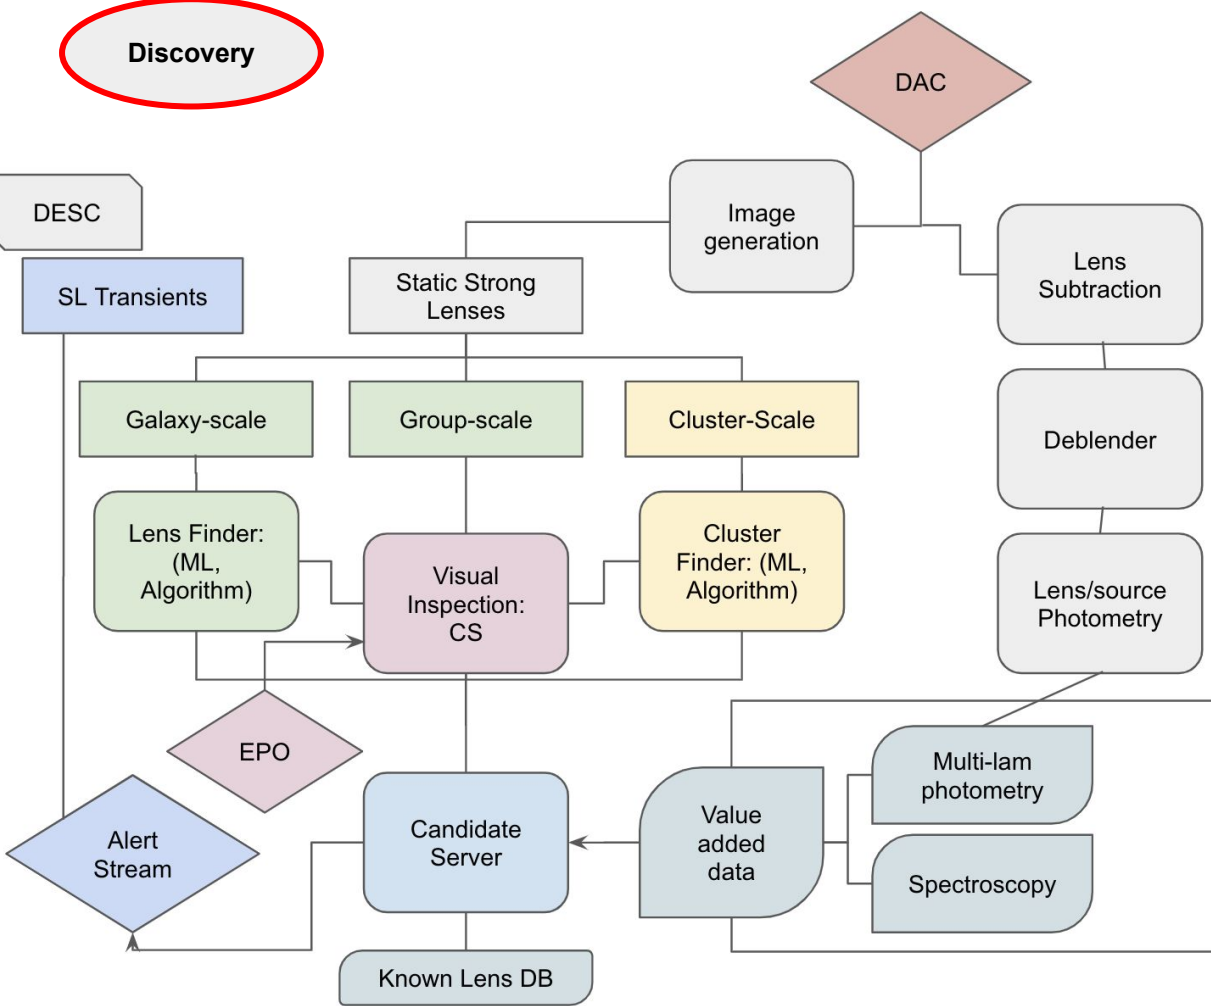 Discovery
DAC
DESC
Image
generation
Lens
Subtraction
SL Transients
Static Strong
Lenses
Galaxy-scale
Group-scale
Cluster-Scale
Deblender
Lens Finder:
(ML,
Algorithm)
Visual
Inspection:
CS
Cluster
Finder: (ML,
Algorithm)
Lens/source
Photometry
EPO
Multi-lam
photometry
Alert
Stream
Candidate
Server
Value
added
data
Spectroscopy
Known Lens DB